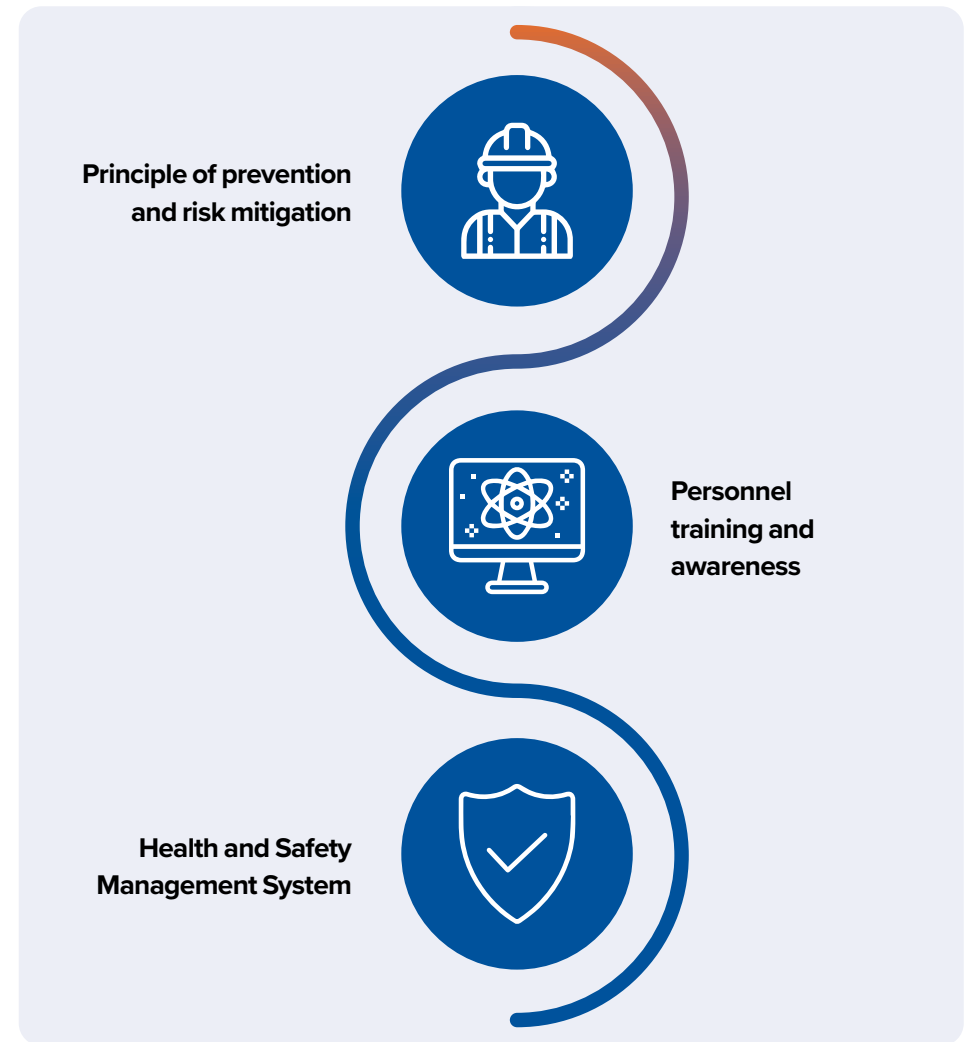 Principle of prevention
and risk mitigation
Personnel
training and
awareness
Health and Safety
Management System